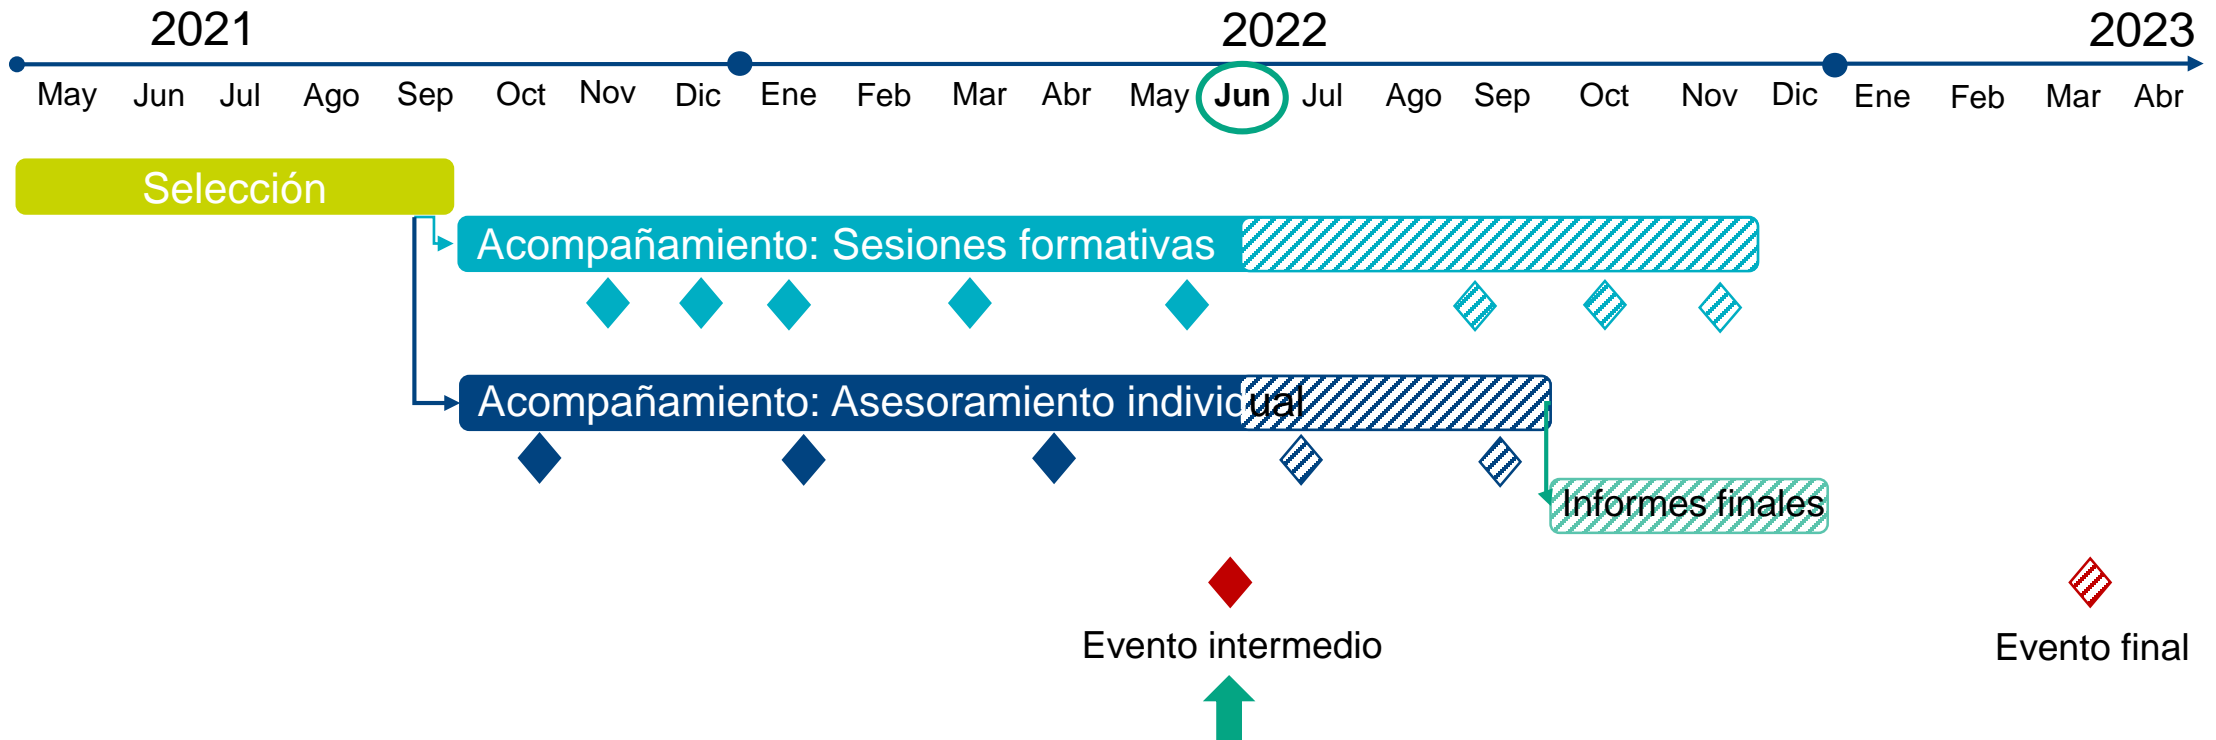 2021 2022 2023
May Jun Jul Ago Sep Oct Nov Dic Ene Feb Mar Abr May Jun Jul Ago Sep Oct Nov Dic Ene Feb Mar Abr
Selección
Acompañamiento: Sesiones formativas
Acompañamiento: Asesoramiento individual
Informes finales
Evento intermedio
Evento final